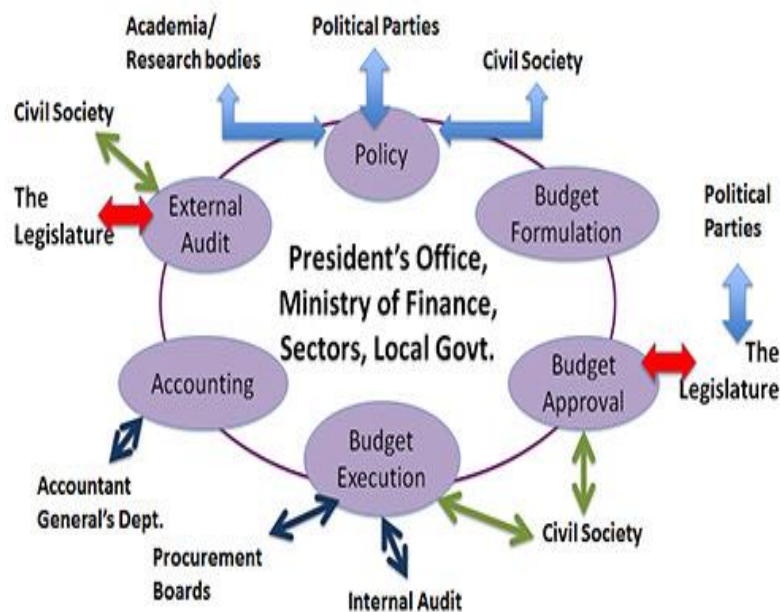 Academia/
Research bodies
Political Parties
Civil Society
Civil Society
The
Legislature
Policy
External
Audit
Budget
Formulation
Political
Parties
President's Office,
Ministry of Finance,
Sectors, Local Govt.
Accounting
Budget
Approval
The
Legislature
Budget
Execution
Accountant
General's Dept.
Procurement
Boards
Internal Audit
Civil Society